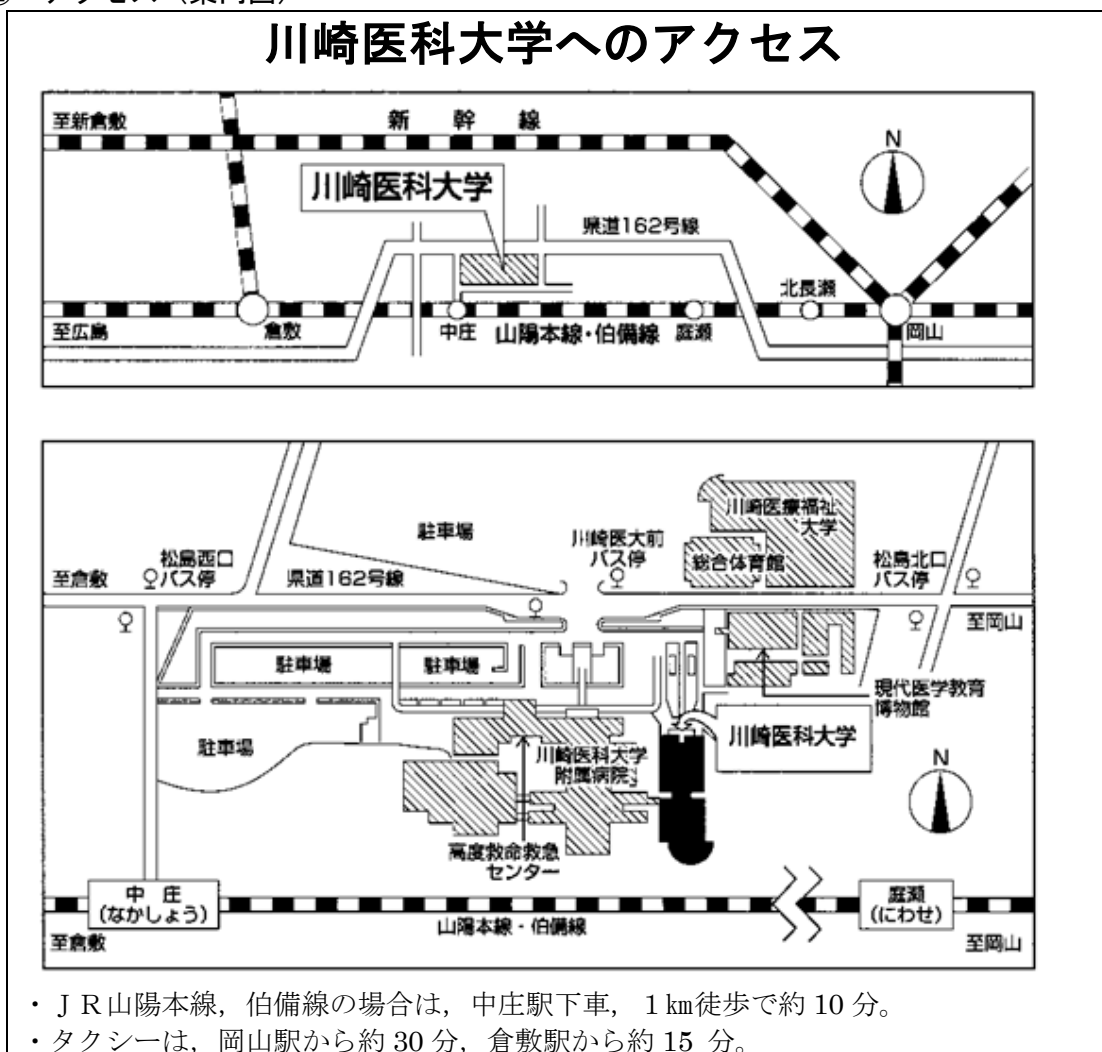 アクセス（案内図）
川崎医科大学へのアクセス
至新倉敷
新幹線
N
川崎医科大学
県道162号線
北長瀬
至広島
倉敷
中庄
山陽本線・伯備線
庭瀬
岡山
川崎医療福祉
大学
駐車場
川崎医大前
バス停
総合体育館
松島西口
バス停
松島北口
バス停
至倉敷
県道162号線
至岡山
駐車場
駐車場
現代医学教育
博物館
川崎医科大学
駐車場
川崎医科大学
附属病院
N
高度救命救急
センター
中庄
(なかしょう)
庭瀬
(にわせ)
山陽本線・伯備線
至倉敷
至岡山
・ＪＲ山陽本線，伯備線の場合は，中庄駅下車，１㎞徒歩で約 10 分。
・タクシーは，岡山駅から約 30 分，倉敷駅から約 15 分。